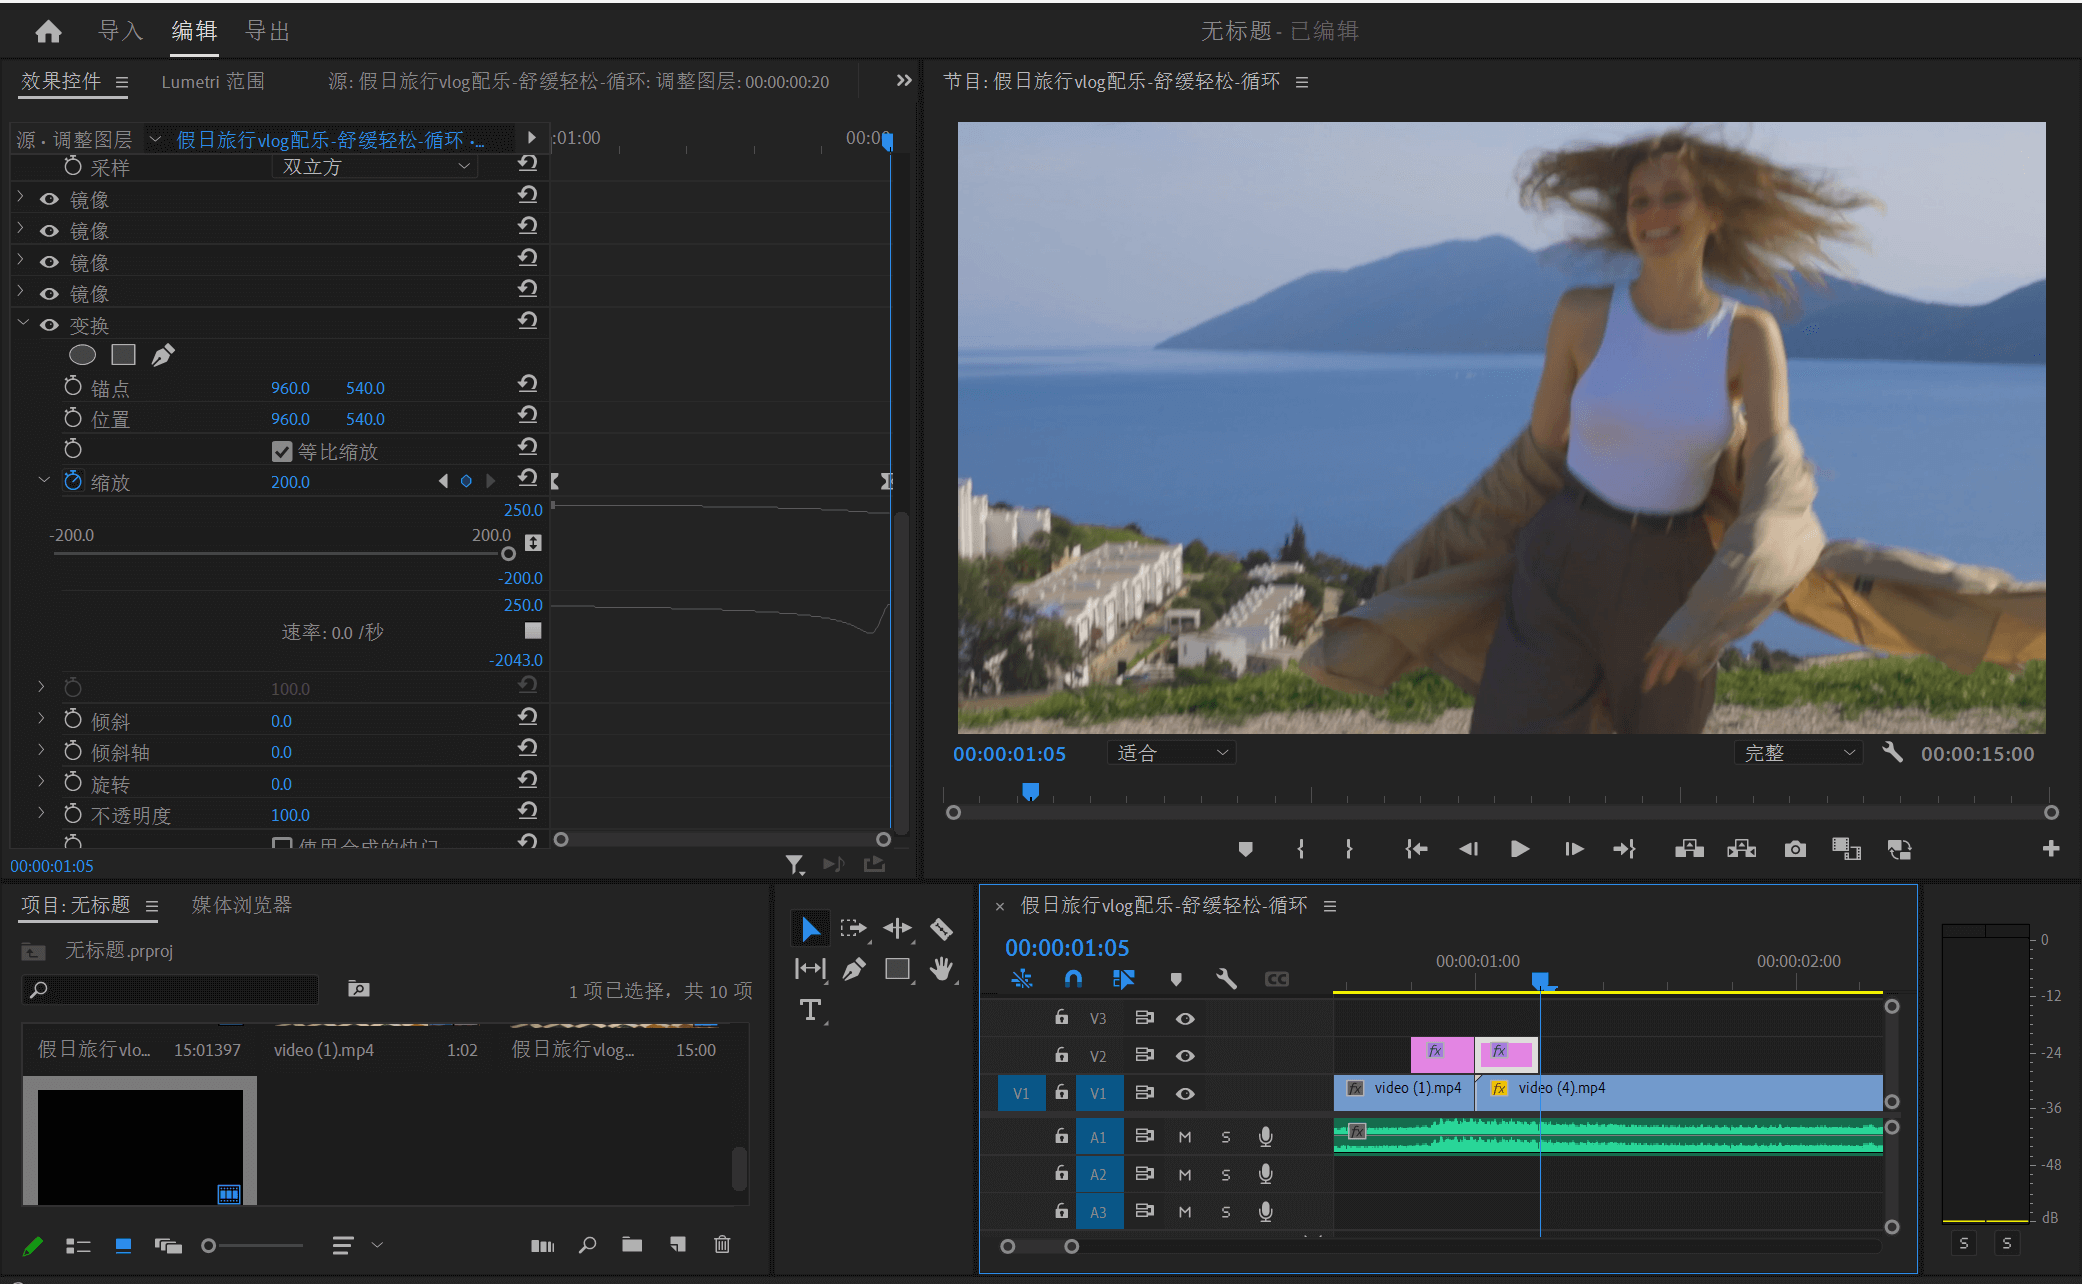 导入 编辑 导出 无标题 - 已编辑
效果控件 Lumetri 范围 源: 假日旅行vlog配乐-舒缓轻松-循环: 调整图层: 00:00:00:20
节目: 假日旅行vlog配乐-舒缓轻松-循环
源 · 调整图层 假日旅行vlog配乐-舒缓轻松-循环 ·...
:01:00 00:00
采样 双立方
镜像
镜像
镜像
镜像
变换
锚点 960.0 540.0
位置 960.0 540.0
等比缩放
缩放 200.0
250.0
-200.0 200.0
-200.0
250.0
速率: 0.0 /秒
-2043.0
100.0
倾斜 0.0
倾斜轴 0.0
旋转 0.0
不透明度 100.0
使用合成的快门
00:00:01:05
00:00:01:05 适合 完整 00:00:15:00
项目: 无标题 媒体浏览器
无标题.prproj
1 项已选择，共 10 项
假日旅行vlo... 15:01397 video (1).mp4 1:02 假日旅行vlog... 15:00
T
× 假日旅行vlog配乐-舒缓轻松-循环
00:00:01:05
00:00:01:00 00:00:02:00
CC
V3
V2 fx fx
V1 V1 fx video (1).mp4 fx video (4).mp4
A1 M S fx
A2 M S
A3 M S
0
-12
-24
-36
-48
dB
S S